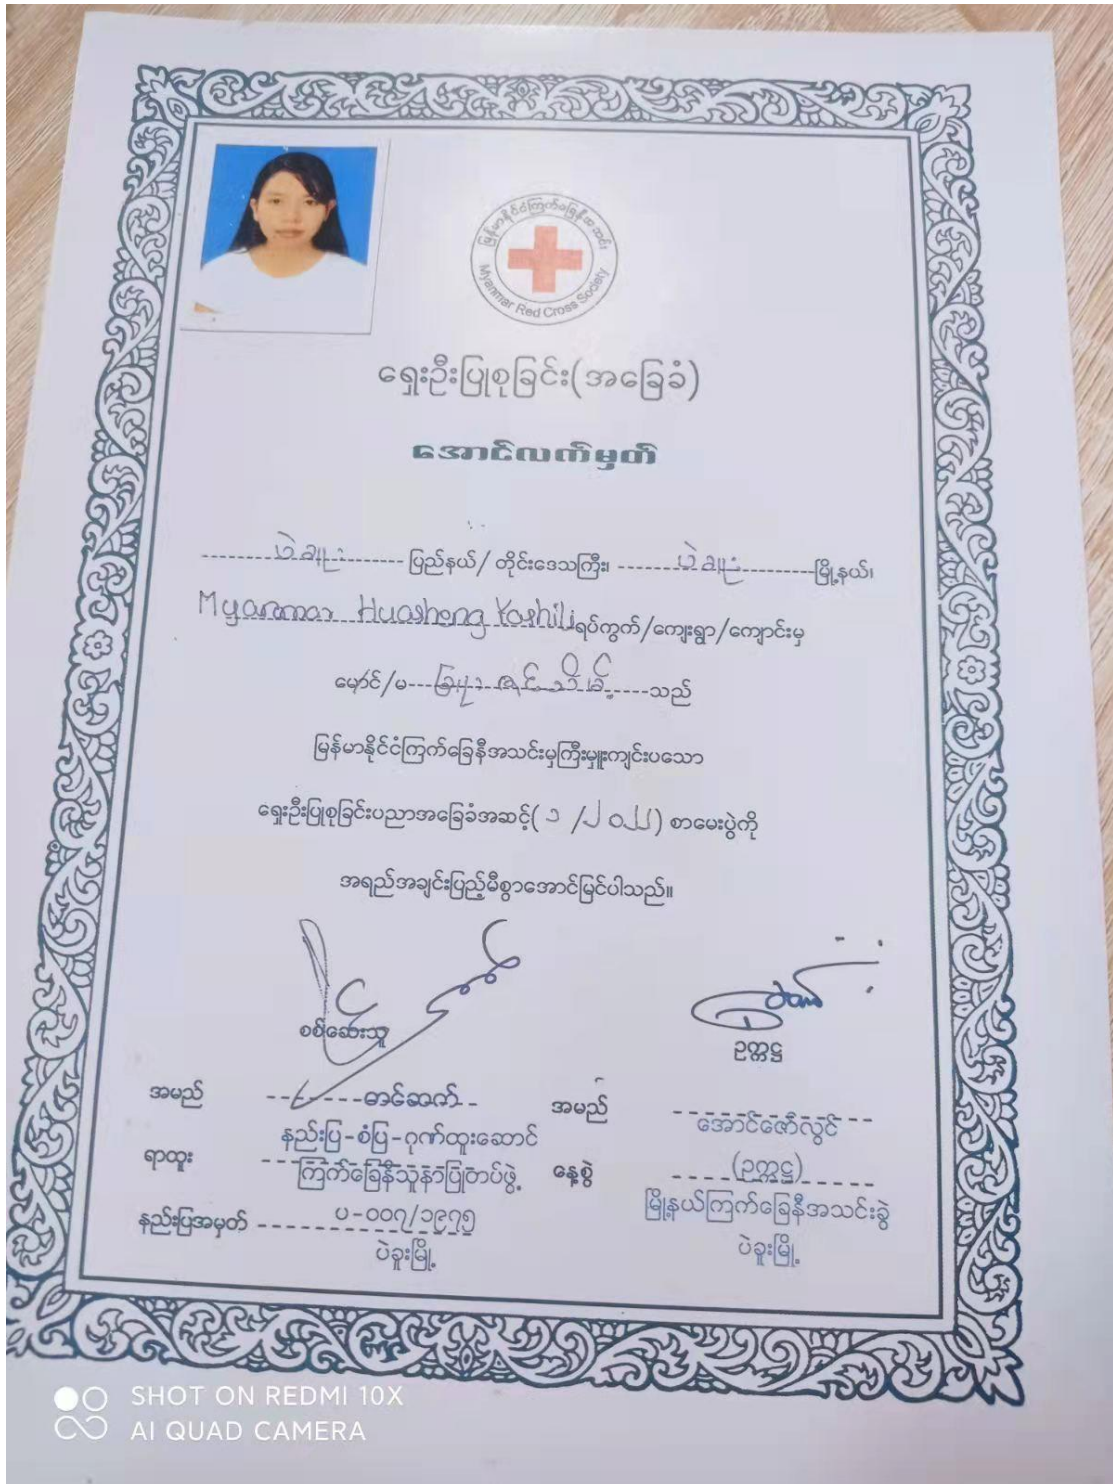 မြန်မာနိုင်ငံကြက်ခြေနီအသင်း
Myanmar Red Cross Society
ရှေးဦးပြုစုခြင်း(အခြေခံ)
အောင်လက်မှတ်
ပဲခူး ပြည်နယ်/ တိုင်းဒေသကြီး၊ ပဲခူး မြို့နယ်၊
Myanmar Huasheng Yoshili ရပ်ကွက်/ကျေးရွာ/ကျောင်းမှ
မောင်/မ သည်
မြန်မာနိုင်ငံကြက်ခြေနီအသင်းမှကြီးမှူးကျင်းပသော
ရှေးဦးပြုစုခြင်းပညာအခြေခံအဆင့်( ၁ /၂၀၂၂) စာမေးပွဲကို
အရည်အချင်းပြည့်မီစွာအောင်မြင်ပါသည်။
စစ်ဆေးသူ
ဥက္ကဋ္ဌ
အမည် တင်ဆက်
အမည် အောင်ဇော်လွင်
ရာထူး နည်းပြ-စံပြ-ဂုဏ်ထူးဆောင်
ကြက်ခြေနီသူနာပြုတပ်ဖွဲ့
နေ့စွဲ (ဥက္ကဋ္ဌ)
မြို့နယ်ကြက်ခြေနီအသင်းခွဲ
ပဲခူးမြို့
နည်းပြအမှတ် ပ-၀၀၇/၁၉၇၅
ပဲခူးမြို့
SHOT ON REDMI 10X
AI QUAD CAMERA